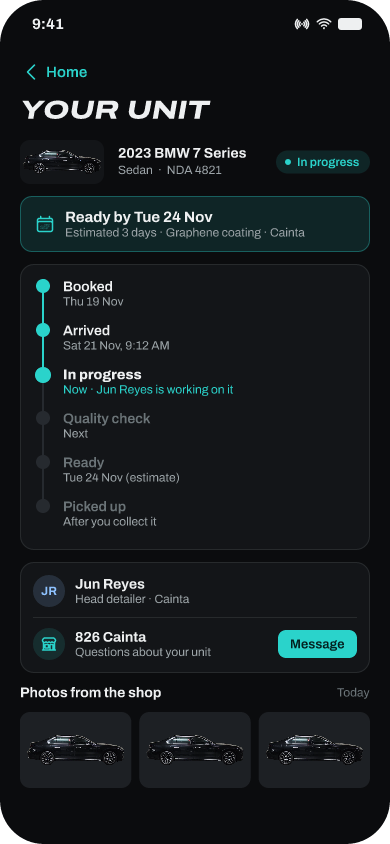 9:41
Home
YOUR UNIT
2023 BMW 7 Series
Sedan · NDA 4821
In progress
Ready by Tue 24 Nov
Estimated 3 days · Graphene coating · Cainta
Booked
Thu 19 Nov
Arrived
Sat 21 Nov, 9:12 AM
In progress
Now · Jun Reyes is working on it
Quality check
Next
Ready
Tue 24 Nov (estimate)
Picked up
After you collect it
JR
Jun Reyes
Head detailer · Cainta
826 Cainta
Questions about your unit
Message
Photos from the shop
Today